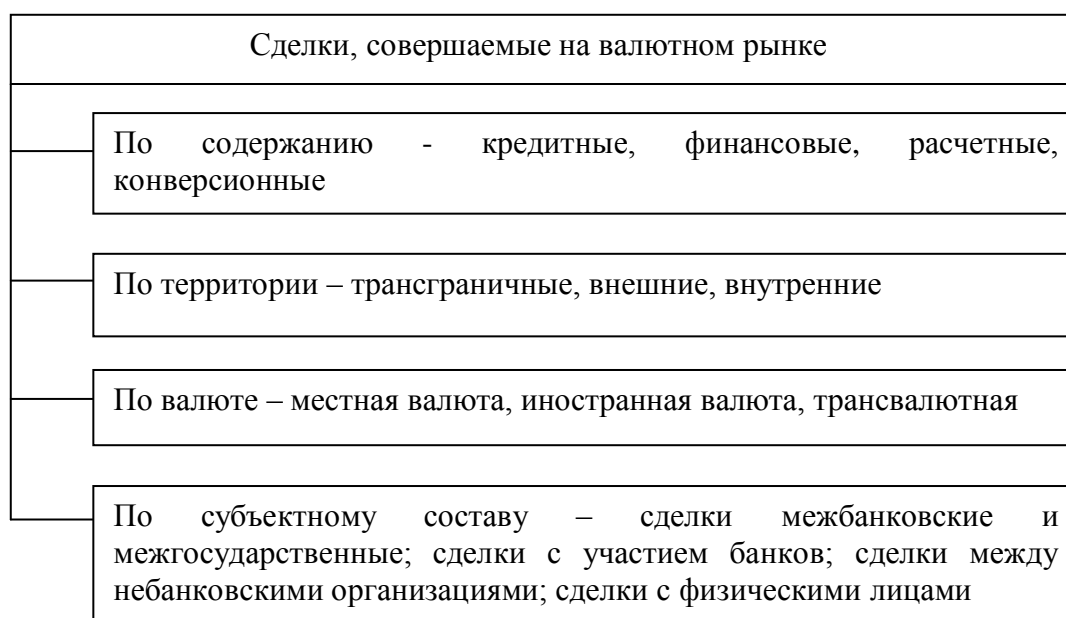 Сделки, совершаемые на валютном рынке
По содержанию - кредитные, финансовые, расчетные,
конверсионные
По территории – трансграничные, внешние, внутренние
По валюте – местная валюта, иностранная валюта, трансвалютная
По субъектному составу – сделки межбанковские и
межгосударственные; сделки с участием банков; сделки между
небанковскими организациями; сделки с физическими лицами